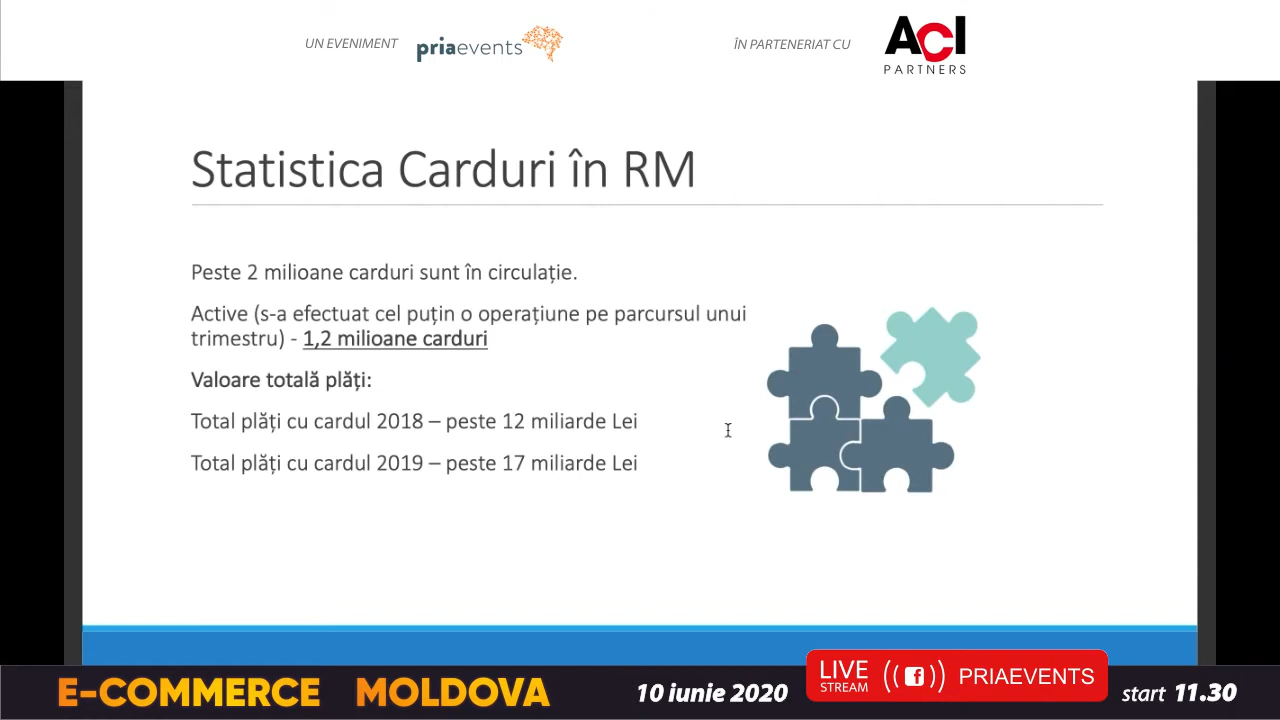 UN EVENIMENT priaevents ÎN PARTENERIAT CU ACI
PARTNERS
Statistica Carduri în RM
Peste 2 milioane carduri sunt în circulație.
Active (s-a efectuat cel puțin o operațiune pe parcursul unui
trimestru) - 1,2 milioane carduri
Valoare totală plăți:
Total plăți cu cardul 2018 – peste 12 miliarde Lei
Total plăți cu cardul 2019 – peste 17 miliarde Lei
E-COMMERCE MOLDOVA 10 iunie 2020 LIVE
STREAM PRIAEVENTS start 11.30